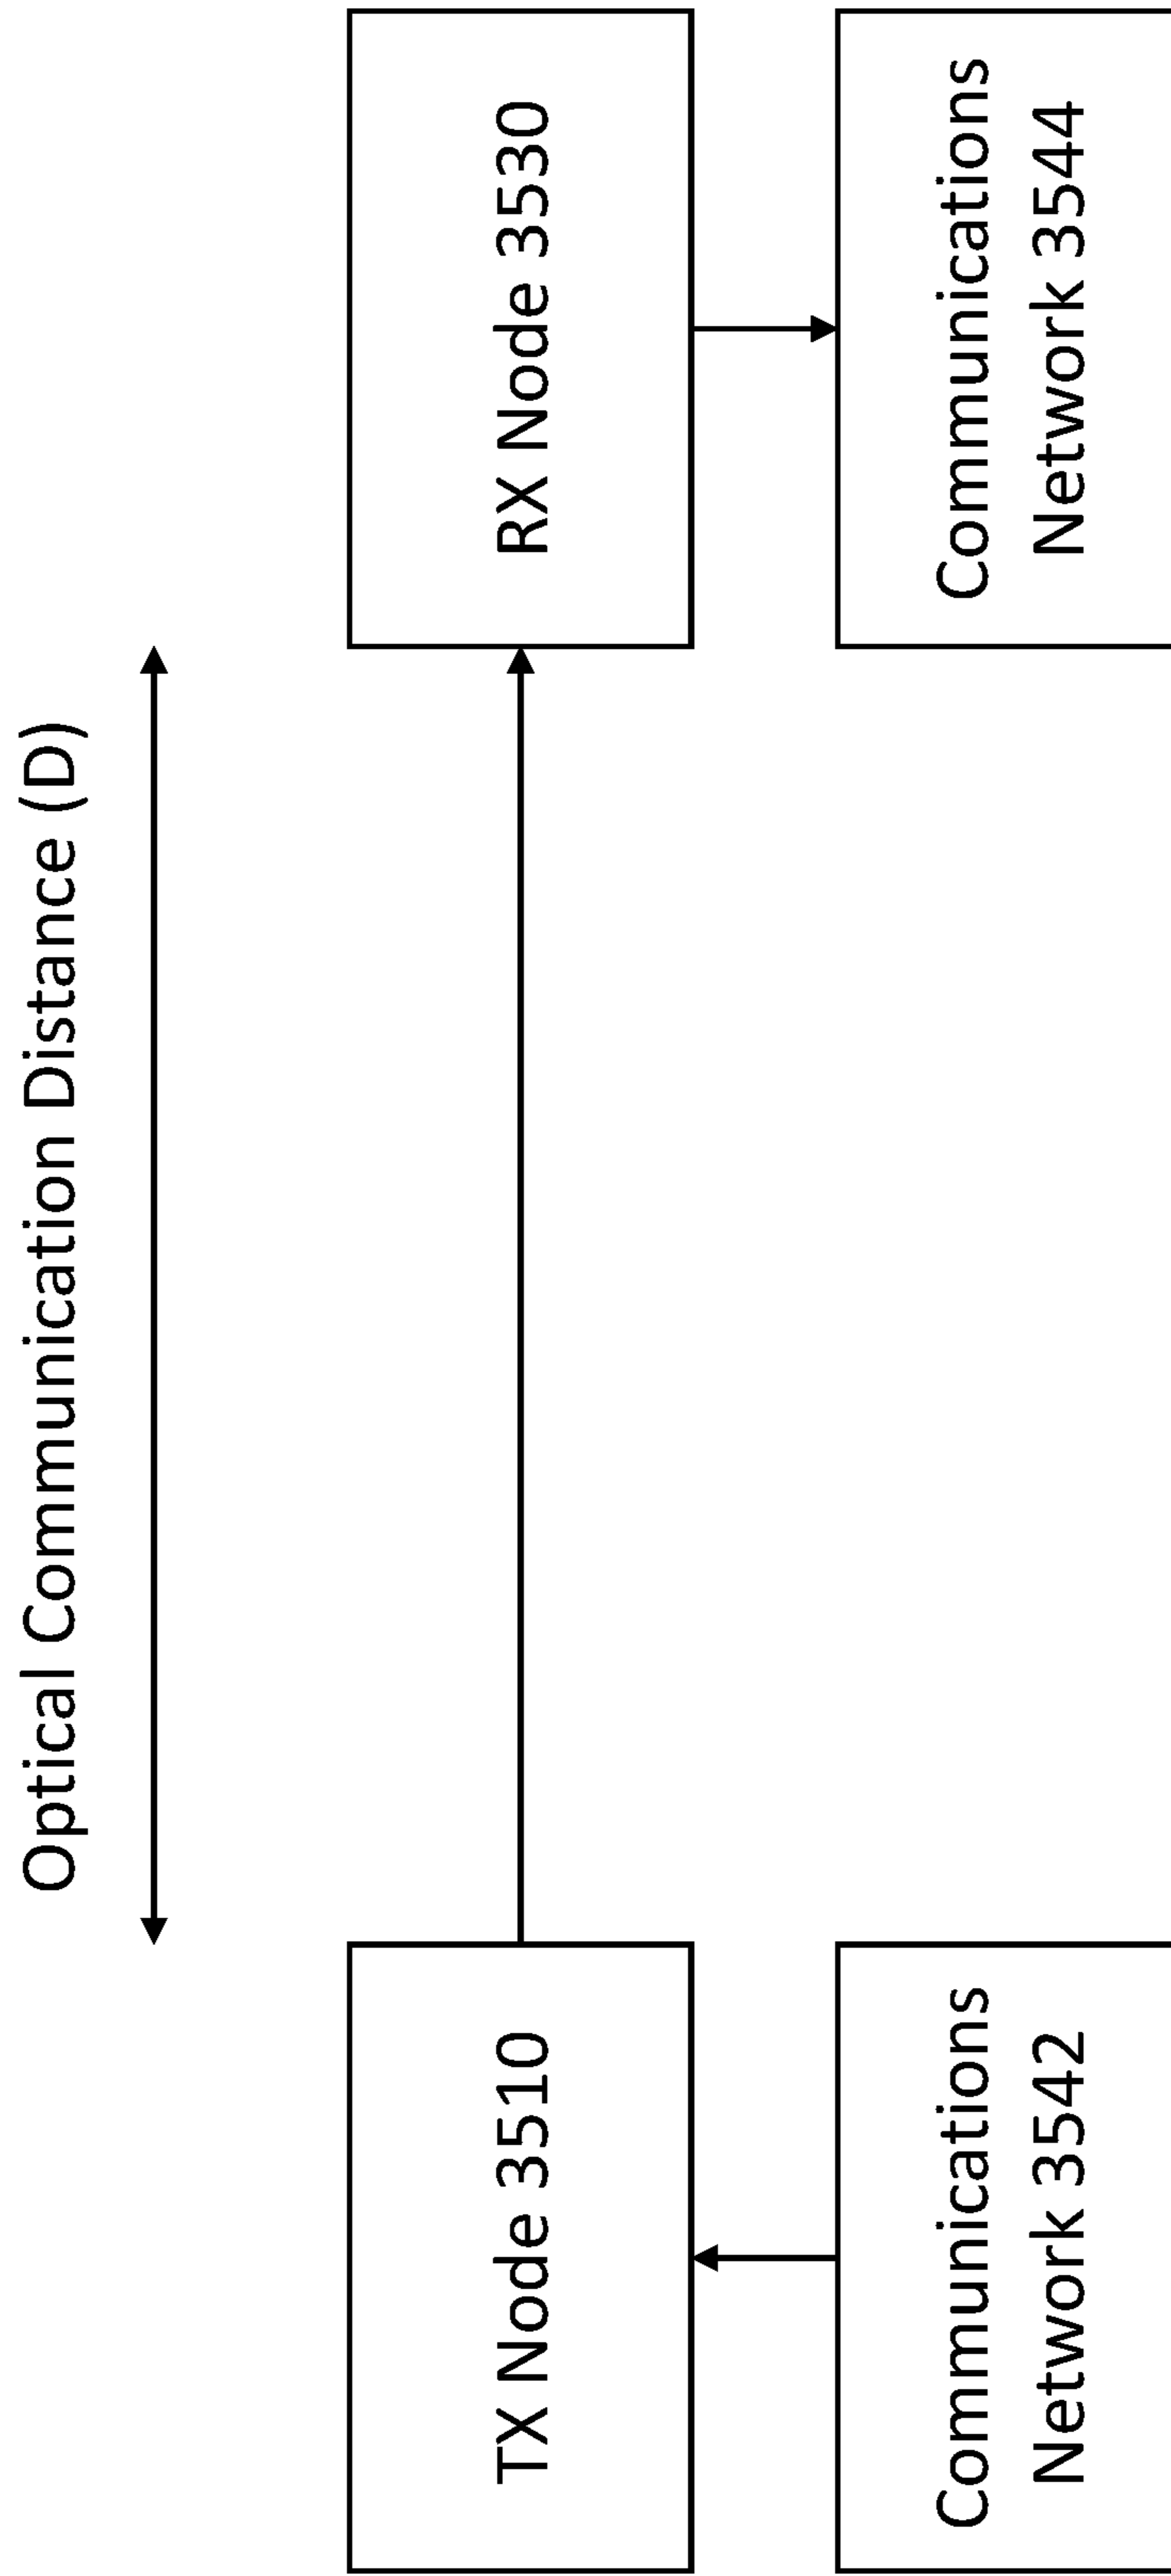 Optical Communication Distance (D)
TX Node 3510
RX Node 3530
Communications
Network 3542
Communications
Network 3544